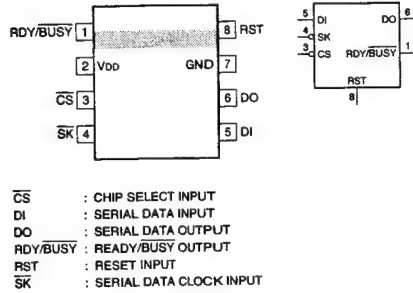 RDY/BUSY 1
8 RST
2 VDD
GND 7
CS 3
6 DO
SK 4
5 DI
5 DI
DO 6
4 SK
3 CS
RDY/BUSY 1
RST
8
CS : CHIP SELECT INPUT
DI : SERIAL DATA INPUT
DO : SERIAL DATA OUTPUT
RDY/BUSY : READY/BUSY OUTPUT
RST : RESET INPUT
SK : SERIAL DATA CLOCK INPUT